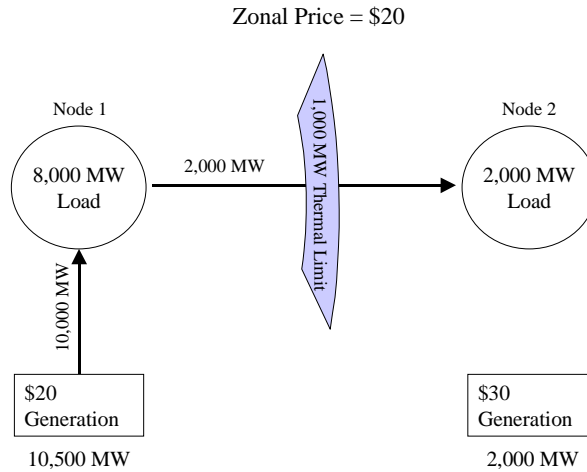 Zonal Price = $20
Node 1
Node 2
8,000 MW
Load
2,000 MW
1,000 MW Thermal Limit
2,000 MW
Load
10,000 MW
$20
Generation
10,500 MW
$30
Generation
2,000 MW